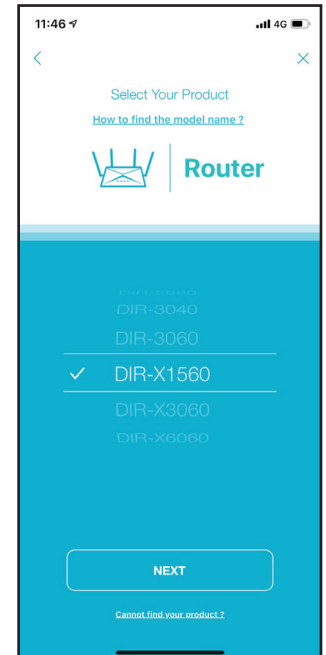 11:46
4G
Select Your Product
How to find the model name ?
Router
DIR-3040
DIR-3060
DIR-X1560
DIR-X3060
DIR-X6060
NEXT
Cannot find your product ?